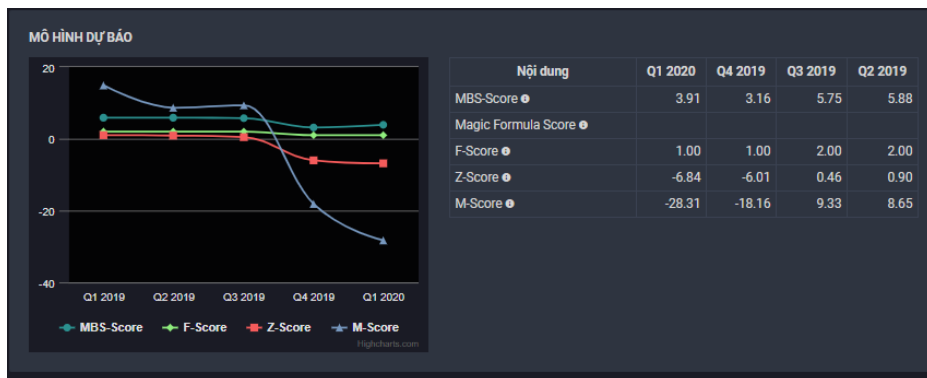 MÔ HÌNH DỰ BÁO
20
0
-20
-40
Q1 2019 Q2 2019 Q3 2019 Q4 2019 Q1 2020
MBS-Score F-Score Z-Score M-Score
Highcharts.com
Nội dung Q1 2020 Q4 2019 Q3 2019 Q2 2019
MBS-Score 3.91 3.16 5.75 5.88
Magic Formula Score
F-Score 1.00 1.00 2.00 2.00
Z-Score -6.84 -6.01 0.46 0.90
M-Score -28.31 -18.16 9.33 8.65